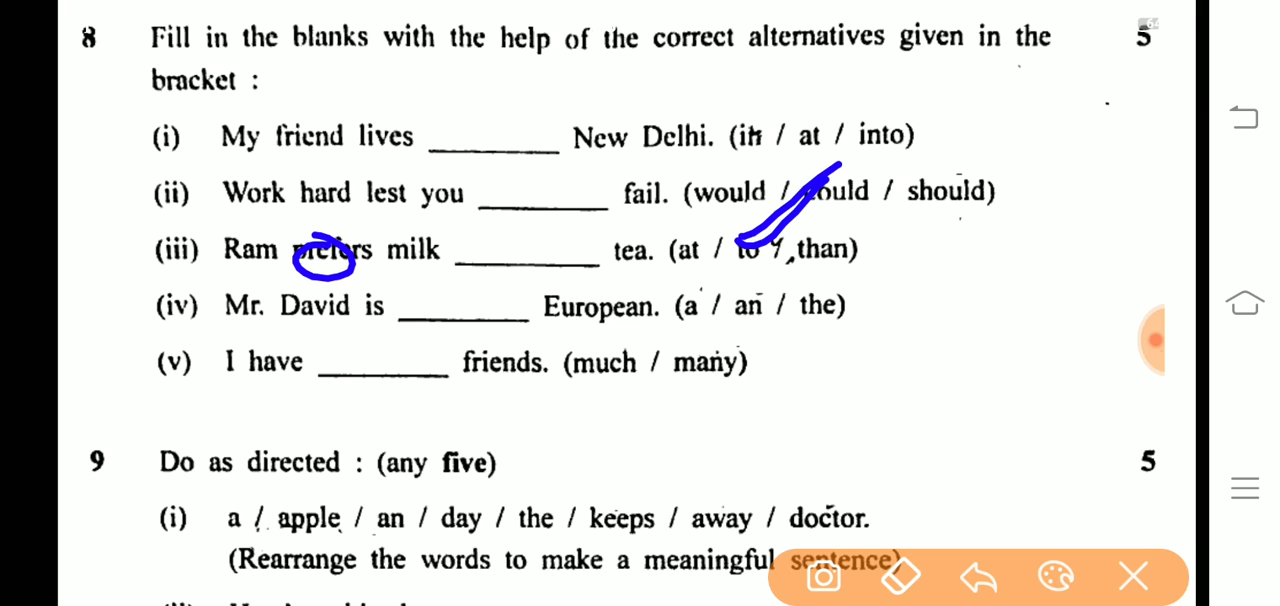 8 Fill in the blanks with the help of the correct alternatives given in the 5
bracket :
(i) My friend lives ________ New Delhi. (in / at / into)
(ii) Work hard lest you ________ fail. (would / could / should)
(iii) Ram prefers milk ________ tea. (at / to / than)
(iv) Mr. David is ________ European. (a / an / the)
(v) I have ________ friends. (much / many)
9 Do as directed : (any five) 5
(i) a / apple / an / day / the / keeps / away / doctor.
(Rearrange the words to make a meaningful sentence)